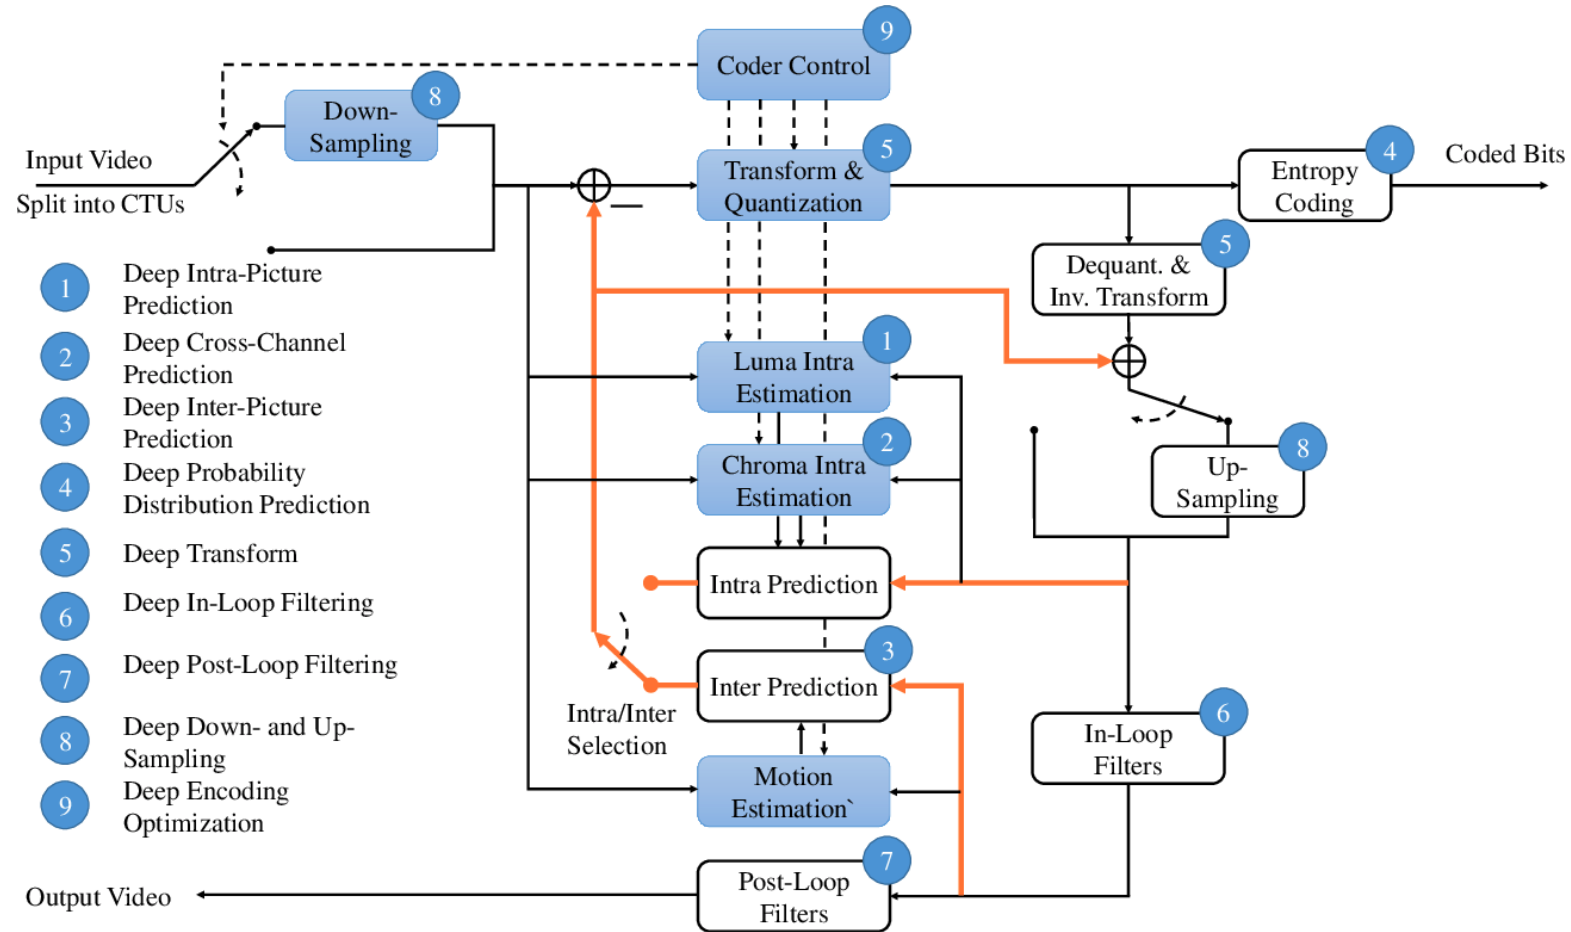 9
Coder Control
8
Down-
Sampling
Input Video
Split into CTUs
5
Transform &
Quantization
4
Entropy
Coding
Coded Bits
5
Dequant. &
Inv. Transform
1
Deep Intra-Picture
Prediction
2
Deep Cross-Channel
Prediction
3
Deep Inter-Picture
Prediction
4
Deep Probability
Distribution Prediction
5
Deep Transform
6
Deep In-Loop Filtering
7
Deep Post-Loop Filtering
8
Deep Down- and Up-
Sampling
9
Deep Encoding
Optimization
1
Luma Intra
Estimation
2
Chroma Intra
Estimation
8
Up-
Sampling
Intra Prediction
3
Inter Prediction
Intra/Inter
Selection
6
In-Loop
Filters
Motion
Estimation`
7
Post-Loop
Filters
Output Video